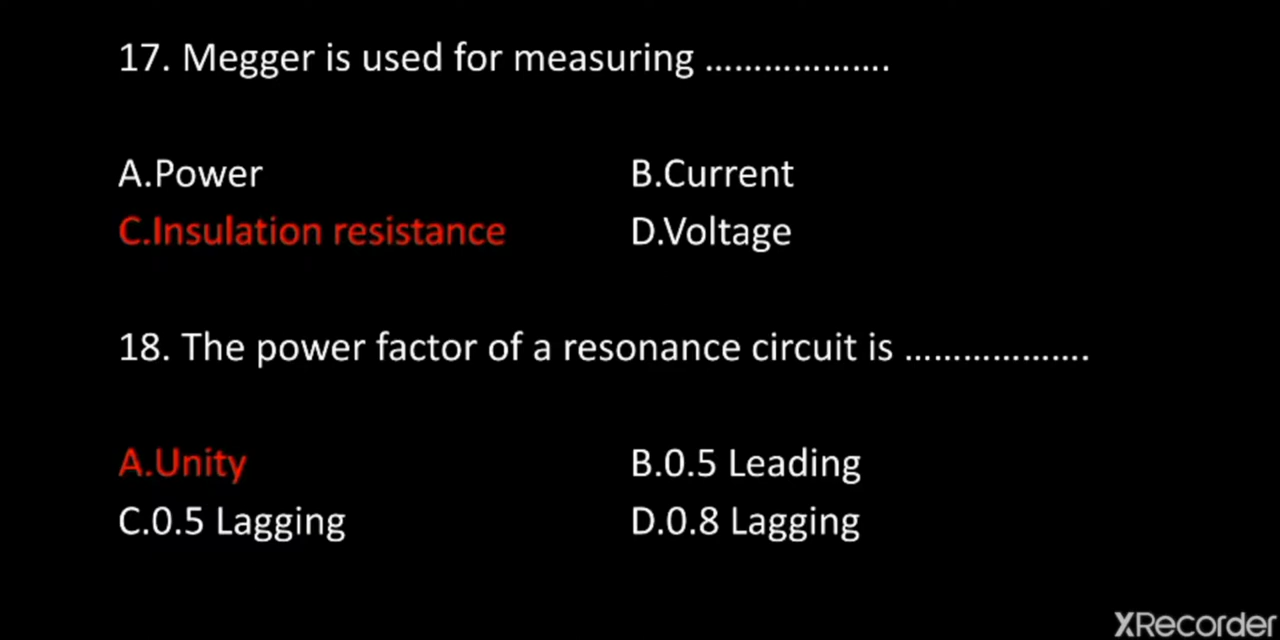 17. Megger is used for measuring ...................
A.Power B.Current
C.Insulation resistance D.Voltage
18. The power factor of a resonance circuit is ...................
A.Unity B.0.5 Leading
C.0.5 Lagging D.0.8 Lagging
XRecorder